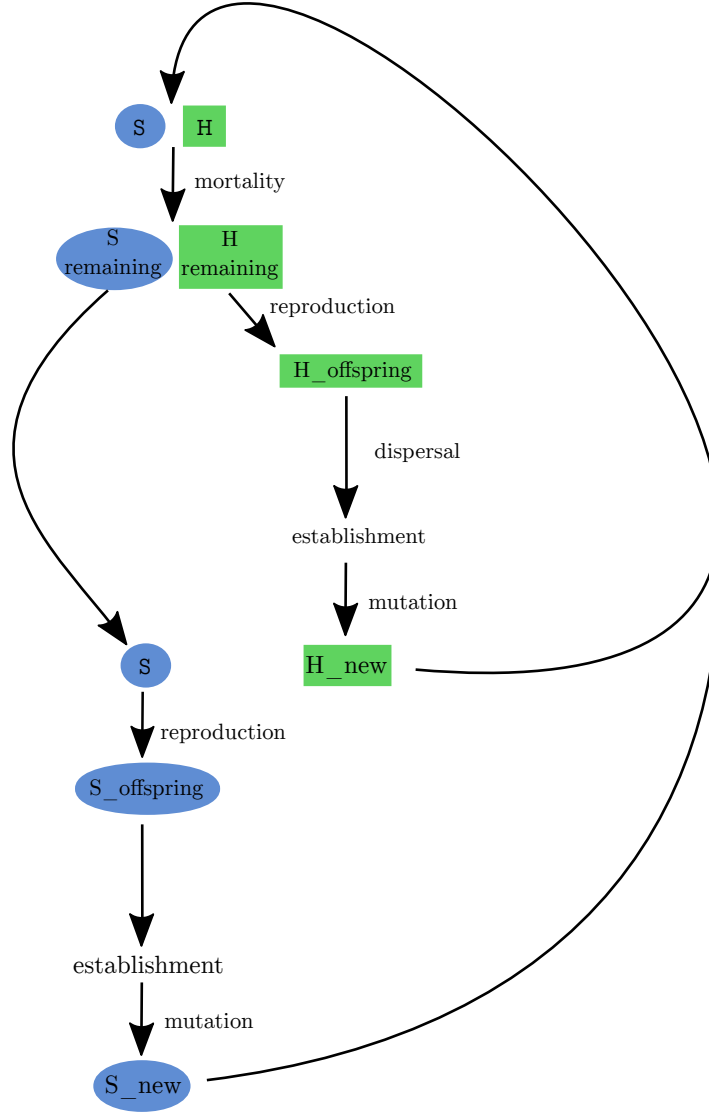 S
H
mortality
S
remaining
H
remaining
reproduction
H_offspring
dispersal
establishment
mutation
H_new
S
reproduction
S_offspring
establishment
mutation
S_new